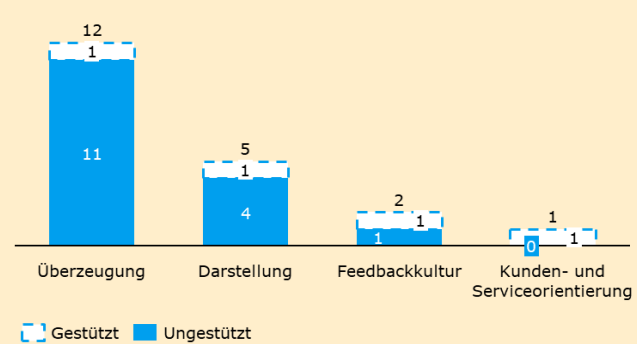 12
1
11
5
1
4
2
1
1
1
1
0
Überzeugung
Darstellung
Feedbackkultur
Kunden- und
Serviceorientierung
Gestützt
Ungestützt